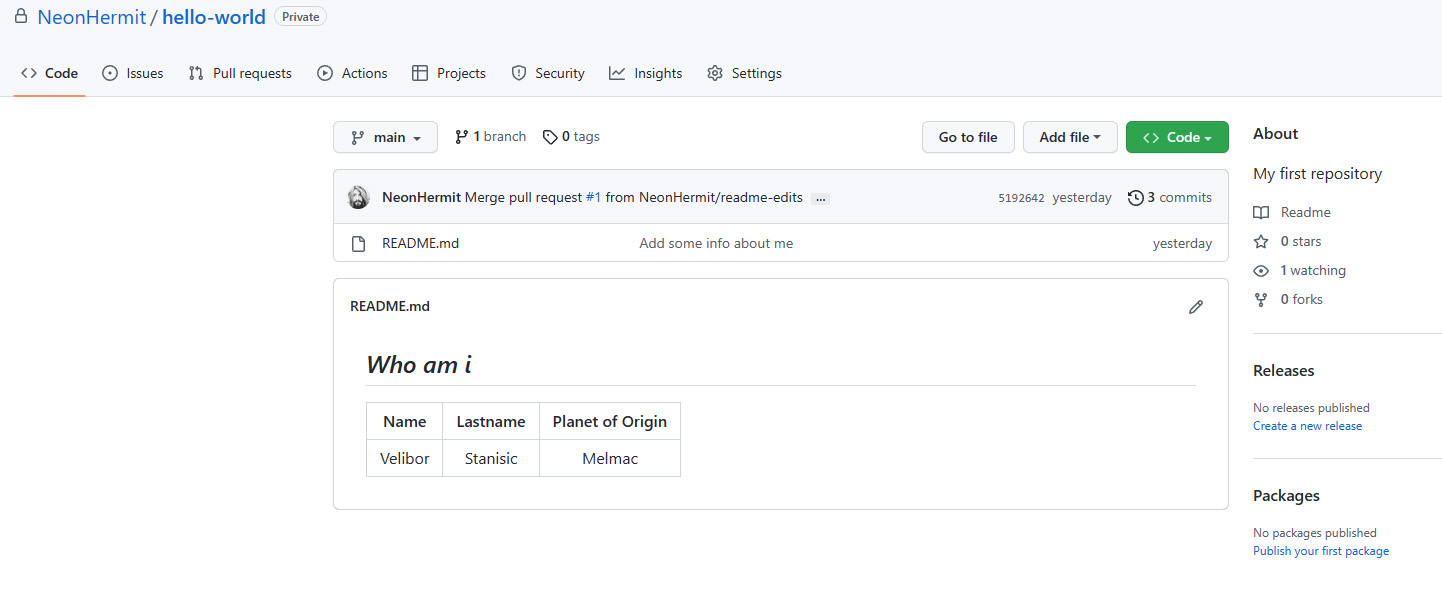 NeonHermit / hello-world Private
Code Issues Pull requests Actions Projects Security Insights Settings
main 1 branch 0 tags Go to file Add file Code
NeonHermit Merge pull request #1 from NeonHermit/readme-edits ... 5192642 yesterday 3 commits
README.md Add some info about me yesterday
README.md
Who am i
Name Lastname Planet of Origin
Velibor Stanisic Melmac
About
My first repository
Readme
0 stars
1 watching
0 forks
Releases
No releases published
Create a new release
Packages
No packages published
Publish your first package